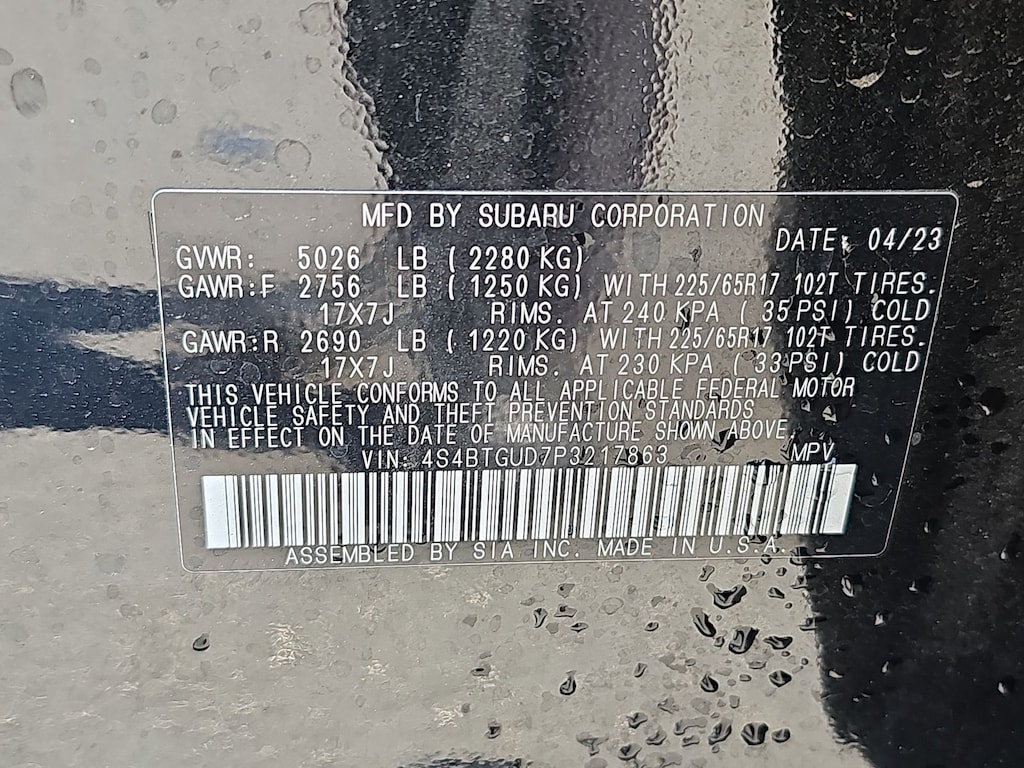 MFD BY SUBARU CORPORATION
DATE: 04/23
GVWR: 5026 LB ( 2280 KG)
GAWR:F 2756 LB ( 1250 KG) WITH 225/65R17 102T TIRES.
17X7J RIMS. AT 240 KPA ( 35 PSI) COLD
GAWR:R 2690 LB ( 1220 KG) WITH 225/65R17 102T TIRES.
17X7J RIMS. AT 230 KPA ( 33 PSI) COLD
THIS VEHICLE CONFORMS TO ALL APPLICABLE FEDERAL MOTOR
VEHICLE SAFETY AND THEFT PREVENTION STANDARDS
IN EFFECT ON THE DATE OF MANUFACTURE SHOWN ABOVE.
VIN: 4S4BTGUD7P3217863 MPV
ASSEMBLED BY SIA INC. MADE IN U.S.A.